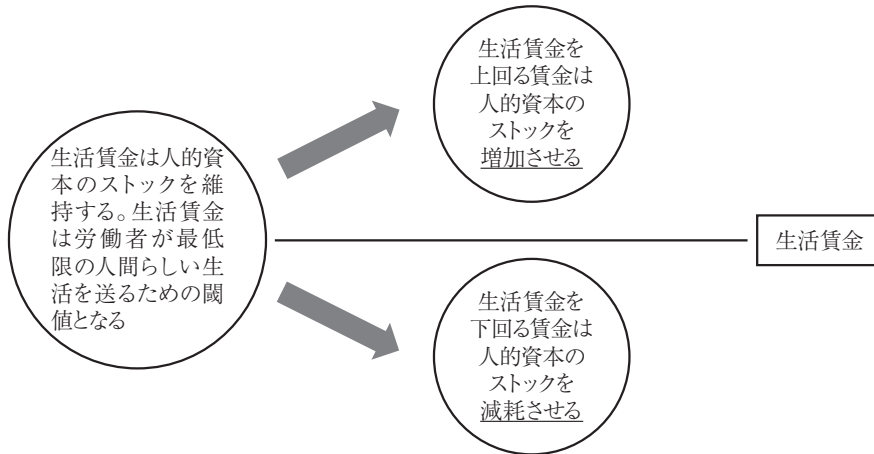 生活賃金は人的資
本のストックを維
持する。生活賃金
は労働者が最低
限の人間らしい生
活を送るための閾
値となる
生活賃金を
上回る賃金は
人的資本の
ストックを
増加させる
生活賃金
生活賃金を
下回る賃金は
人的資本の
ストックを
減耗させる